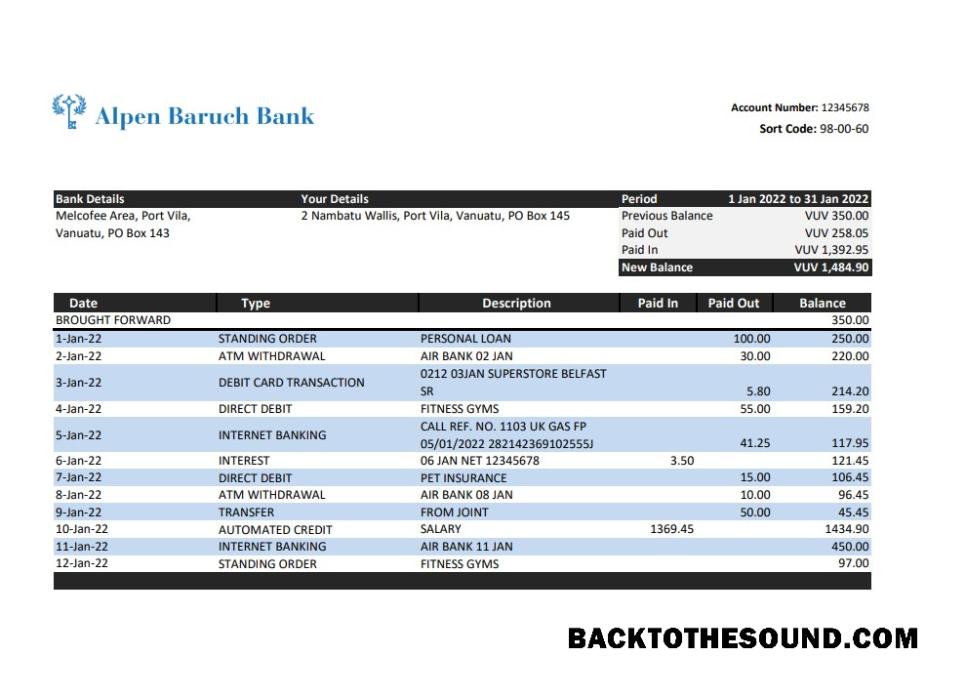 Alpen Baruch Bank
Account Number: 12345678
Sort Code: 98-00-60
Bank Details Your Details Period 1 Jan 2022 to 31 Jan 2022
Melcofee Area, Port Vila, 2 Nambatu Wallis, Port Vila, Vanuatu, PO Box 145 Previous Balance VUV 350.00
Vanuatu, PO Box 143 Paid Out VUV 258.05
Paid In VUV 1,392.95
New Balance VUV 1,484.90
Date Type Description Paid In Paid Out Balance
BROUGHT FORWARD 350.00
1-Jan-22 STANDING ORDER PERSONAL LOAN 100.00 250.00
2-Jan-22 ATM WITHDRAWAL AIR BANK 02 JAN 30.00 220.00
3-Jan-22 DEBIT CARD TRANSACTION 0212 03JAN SUPERSTORE BELFAST
SR 5.80 214.20
4-Jan-22 DIRECT DEBIT FITNESS GYMS 55.00 159.20
5-Jan-22 INTERNET BANKING CALL REF. NO. 1103 UK GAS FP
05/01/2022 282142369102555J 41.25 117.95
6-Jan-22 INTEREST 06 JAN NET 12345678 3.50 121.45
7-Jan-22 DIRECT DEBIT PET INSURANCE 15.00 106.45
8-Jan-22 ATM WITHDRAWAL AIR BANK 08 JAN 10.00 96.45
9-Jan-22 TRANSFER FROM JOINT 50.00 45.45
10-Jan-22 AUTOMATED CREDIT SALARY 1369.45 1434.90
11-Jan-22 INTERNET BANKING AIR BANK 11 JAN 450.00
12-Jan-22 STANDING ORDER FITNESS GYMS 97.00
BACKTOTHESOUND.COM